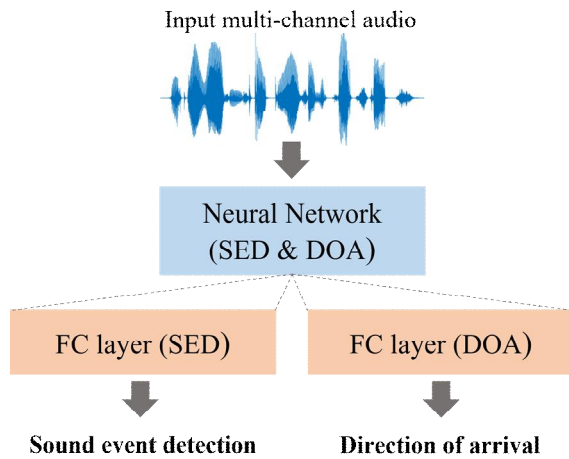 Input multi-channel audio
Neural Network
(SED & DOA)
FC layer (SED)
FC layer (DOA)
Sound event detection
Direction of arrival